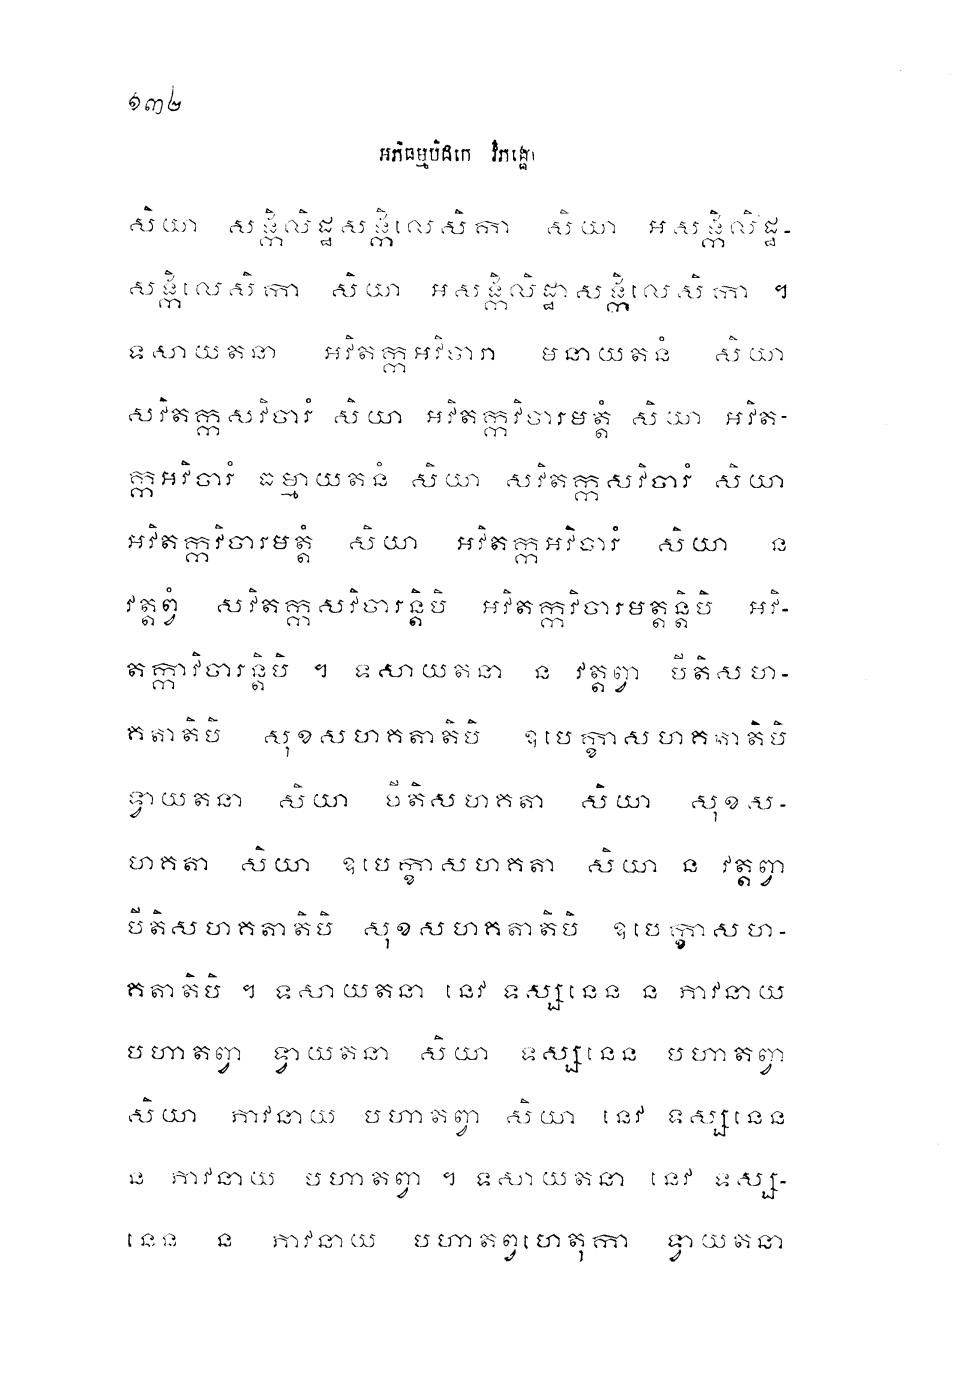 ១៣២
អភិធម្មបិដកេ វិភង្គោ
សិយា សង្កិលិដ្ឋសង្កិលេសិកា សិយា អសង្កិលិដ្ឋ-
សង្កិលេសិកា សិយា អសង្កិលិដ្ឋាសង្កិលេសិកា ។
ទសាយតនា អវិតក្កអវិចារា មនាយតនំ សិយា
សវិតក្កសវិចារំ សិយា អវិតក្កវិចារមត្តំ សិយា អវិត-
ក្កអវិចារំ ធម្មាយតនំ សិយា សវិតក្កសវិចារំ សិយា
អវិតក្កវិចារមត្តំ សិយា អវិតក្កអវិចារំ សិយា ន
វត្តព្វំ សវិតក្កសវិចារន្តិបិ អវិតក្កវិចារមត្តន្តិបិ អវិ-
តក្កាវិចារន្តិបិ ។ ទសាយតនា ន វត្តព្វា បីតិសហ-
កតាតិបិ សុខសហកតាតិបិ ឧបេក្ខាសហកតាតិបិ
ទ្វាយតនា សិយា បីតិសហកតា សិយា សុខស-
ហកតា សិយា ឧបេក្ខាសហកតា សិយា ន វត្តព្វា
បីតិសហកតាតិបិ សុខសហកតាតិបិ ឧបេក្ខាសហ-
កតាតិបិ ។ ទសាយតនា នេវ ទស្សនេន ន ភាវនាយ
បហាតព្វា ទ្វាយតនា សិយា ទស្សនេន បហាតព្វា
សិយា ភាវនាយ បហាតព្វា សិយា នេវ ទស្សនេន
ន ភាវនាយ បហាតព្វា ។ ទសាយតនា នេវ ទស្ស-
នេន ន ភាវនាយ បហាតព្វហេតុកា ទ្វាយតនា